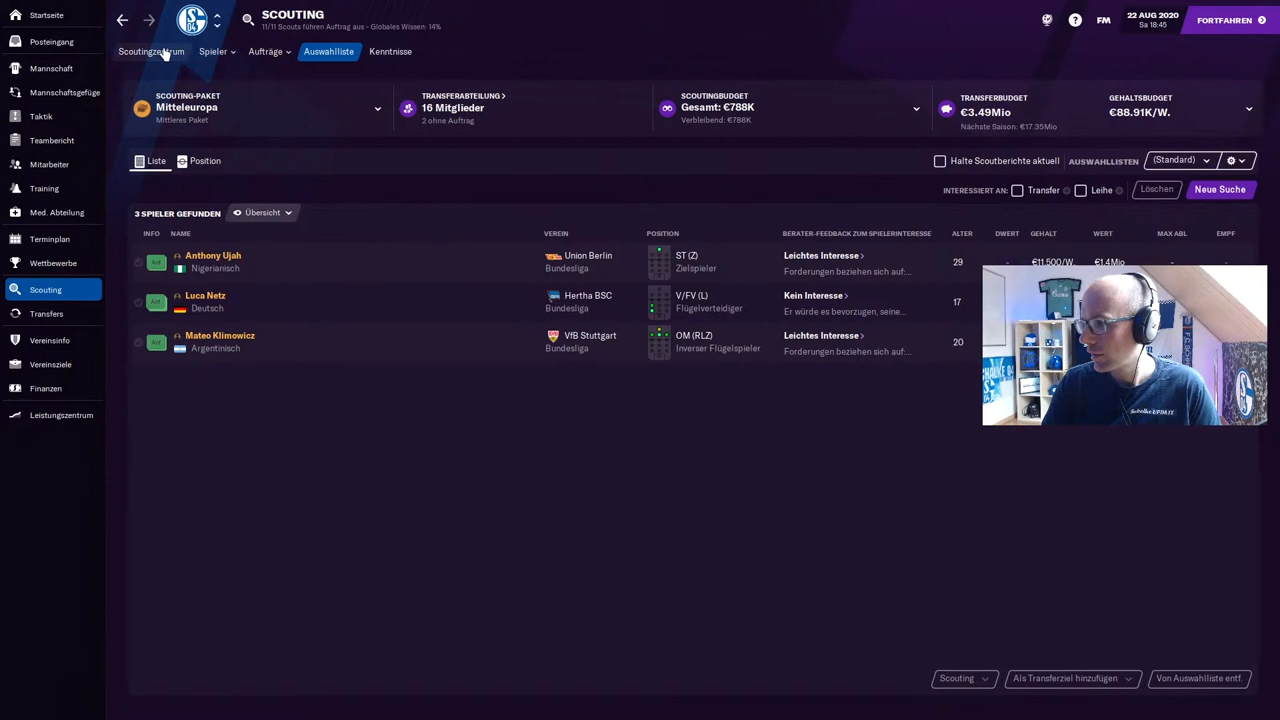 Startseite
Posteingang
Mannschaft
Mannschaftsgefüge
Taktik
Teambericht
Mitarbeiter
Training
Med. Abteilung
Terminplan
Wettbewerbe
Scouting
Transfers
Vereinsinfo
Vereinsziele
Finanzen
Leistungszentrum
SCOUTING
11/11 Scouts führen Auftrag aus - Globales Wissen: 14%
FM
22 AUG 2020
Sa 18:45
FORTFAHREN
Scoutingzentrum Spieler Aufträge Auswahlliste Kenntnisse
SCOUTING-PAKET
Mitteleuropa
Mittleres Paket
TRANSFERABTEILUNG
16 Mitglieder
2 ohne Auftrag
SCOUTINGBUDGET
Gesamt: €788K
Verbleibend: €788K
TRANSFERBUDGET
€3.49Mio
Nächste Saison: €17.35Mio
GEHALTSBUDGET
€88.91K/W.
Liste Position
Halte Scoutberichte aktuell AUSWAHLLISTEN (Standard)
INTERESSIERT AN: Transfer Leihe Löschen Neue Suche
3 SPIELER GEFUNDEN Übersicht
INFO NAME VEREIN POSITION BERATER-FEEDBACK ZUM SPIELERINTERESSE ALTER DWERT GEHALT WERT MAX ABL EMPF
Anf Anthony Ujah Union Berlin ST (Z) Leichtes Interesse 29 - €11.500/W. €1.4Mio - -
Nigerianisch Bundesliga Zielspieler Forderungen beziehen sich auf:...
Anf Luca Netz Hertha BSC V/FV (L) Kein Interesse 17
Deutsch Bundesliga Flügelverteidiger Er würde es bevorzugen, seine...
Anf Mateo Klimowicz VfB Stuttgart OM (RLZ) Leichtes Interesse 20
Argentinisch Bundesliga Inverser Flügelspieler Forderungen beziehen sich auf:...
Schalke UPDATE
Scouting Als Transferziel hinzufügen Von Auswahlliste entf.